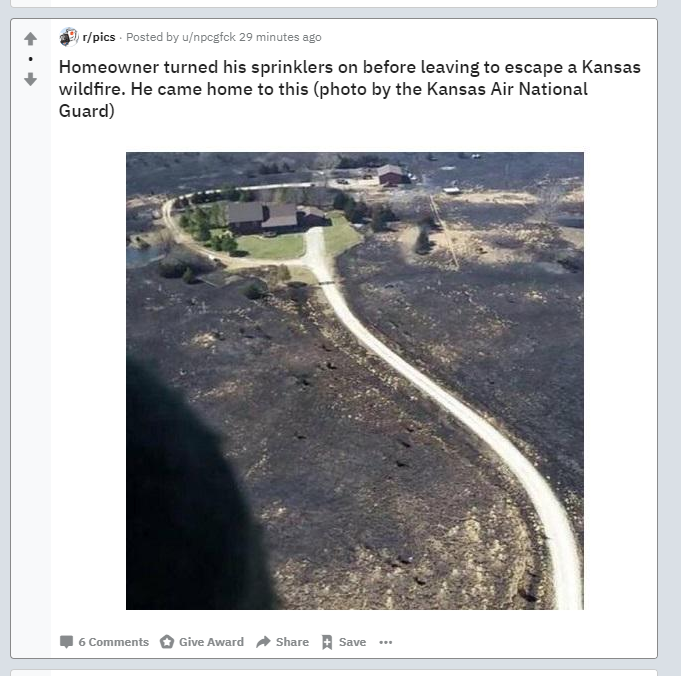 r/pics · Posted by u/npcgfck 29 minutes ago
Homeowner turned his sprinklers on before leaving to escape a Kansas
wildfire. He came home to this (photo by the Kansas Air National
Guard)
6 Comments Give Award Share Save ···